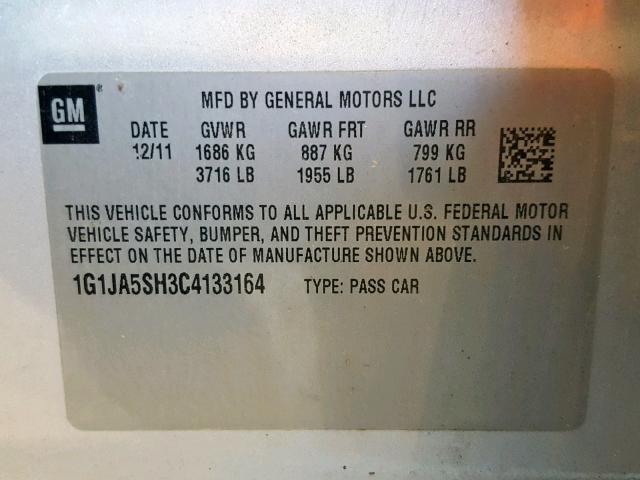 GM ®
MFD BY GENERAL MOTORS LLC
DATE GVWR GAWR FRT GAWR RR
12/11 1686 KG 887 KG 799 KG
3716 LB 1955 LB 1761 LB
THIS VEHICLE CONFORMS TO ALL APPLICABLE U.S. FEDERAL MOTOR
VEHICLE SAFETY, BUMPER, AND THEFT PREVENTION STANDARDS IN
EFFECT ON THE DATE OF MANUFACTURE SHOWN ABOVE.
1G1JA5SH3C4133164 TYPE: PASS CAR